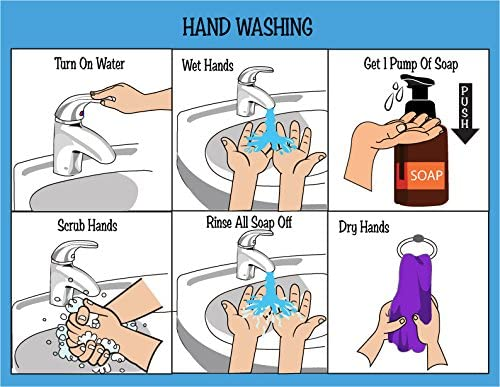 HAND WASHING
Turn On Water
Wet Hands
Get 1 Pump Of Soap
PUSH
SOAP
Scrub Hands
Rinse All Soap Off
Dry Hands